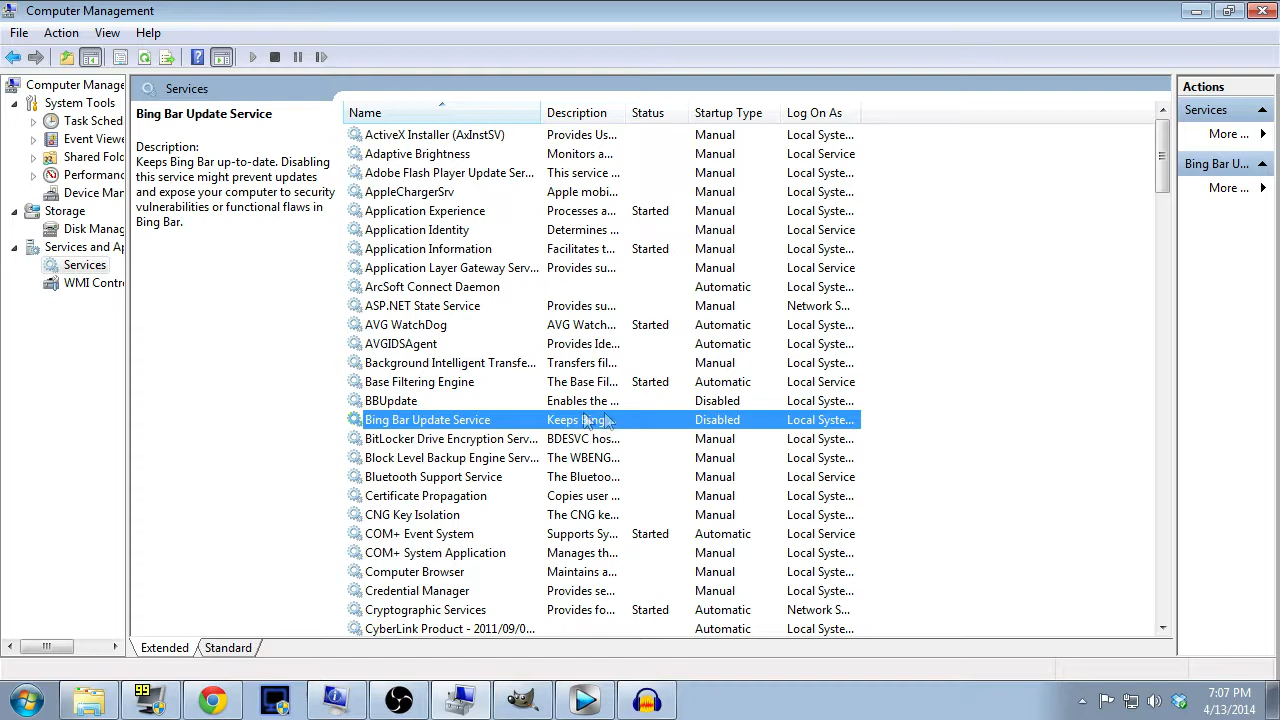 Computer Management
File Action View Help
Computer Manage
System Tools
Task Sched
Event Viewe
Shared Fold
Performanc
Device Man
Storage
Disk Manag
Services and Ap
Services
WMI Contr
Services
Bing Bar Update Service
Description:
Keeps Bing Bar up-to-date. Disabling
this service might prevent updates
and expose your computer to security
vulnerabilities or functional flaws in
Bing Bar.
Name Description Status Startup Type Log On As
ActiveX Installer (AxInstSV) Provides Us... Manual Local Syste...
Adaptive Brightness Monitors a... Manual Local Service
Adobe Flash Player Update Ser... This service ... Manual Local Syste...
AppleChargerSrv Apple mobi... Manual Local Syste...
Application Experience Processes a... Started Manual Local Syste...
Application Identity Determines ... Manual Local Service
Application Information Facilitates t... Started Manual Local Syste...
Application Layer Gateway Serv... Provides su... Manual Local Service
ArcSoft Connect Daemon Automatic Local Syste...
ASP.NET State Service Provides su... Manual Network S...
AVG WatchDog AVG Watch... Started Automatic Local Syste...
AVGIDSAgent Provides Ide... Automatic Local Syste...
Background Intelligent Transfe... Transfers fil... Manual Local Syste...
Base Filtering Engine The Base Fil... Started Automatic Local Service
BBUpdate Enables the ... Disabled Local Syste...
Bing Bar Update Service Keeps Bing Disabled Local Syste...
BitLocker Drive Encryption Serv... BDESVC hos... Manual Local Syste...
Block Level Backup Engine Serv... The WBENG... Manual Local Syste...
Bluetooth Support Service The Bluetoo... Manual Local Service
Certificate Propagation Copies user ... Manual Local Syste...
CNG Key Isolation The CNG ke... Manual Local Syste...
COM+ Event System Supports Sy... Started Automatic Local Service
COM+ System Application Manages th... Manual Local Syste...
Computer Browser Maintains a... Manual Local Syste...
Credential Manager Provides se... Manual Local Syste...
Cryptographic Services Provides fo... Started Automatic Network S...
CyberLink Product - 2011/09/0... Automatic Local Syste...
Extended Standard
Actions
Services
More ...
Bing Bar U...
More ...
99
7:07 PM
4/13/2014